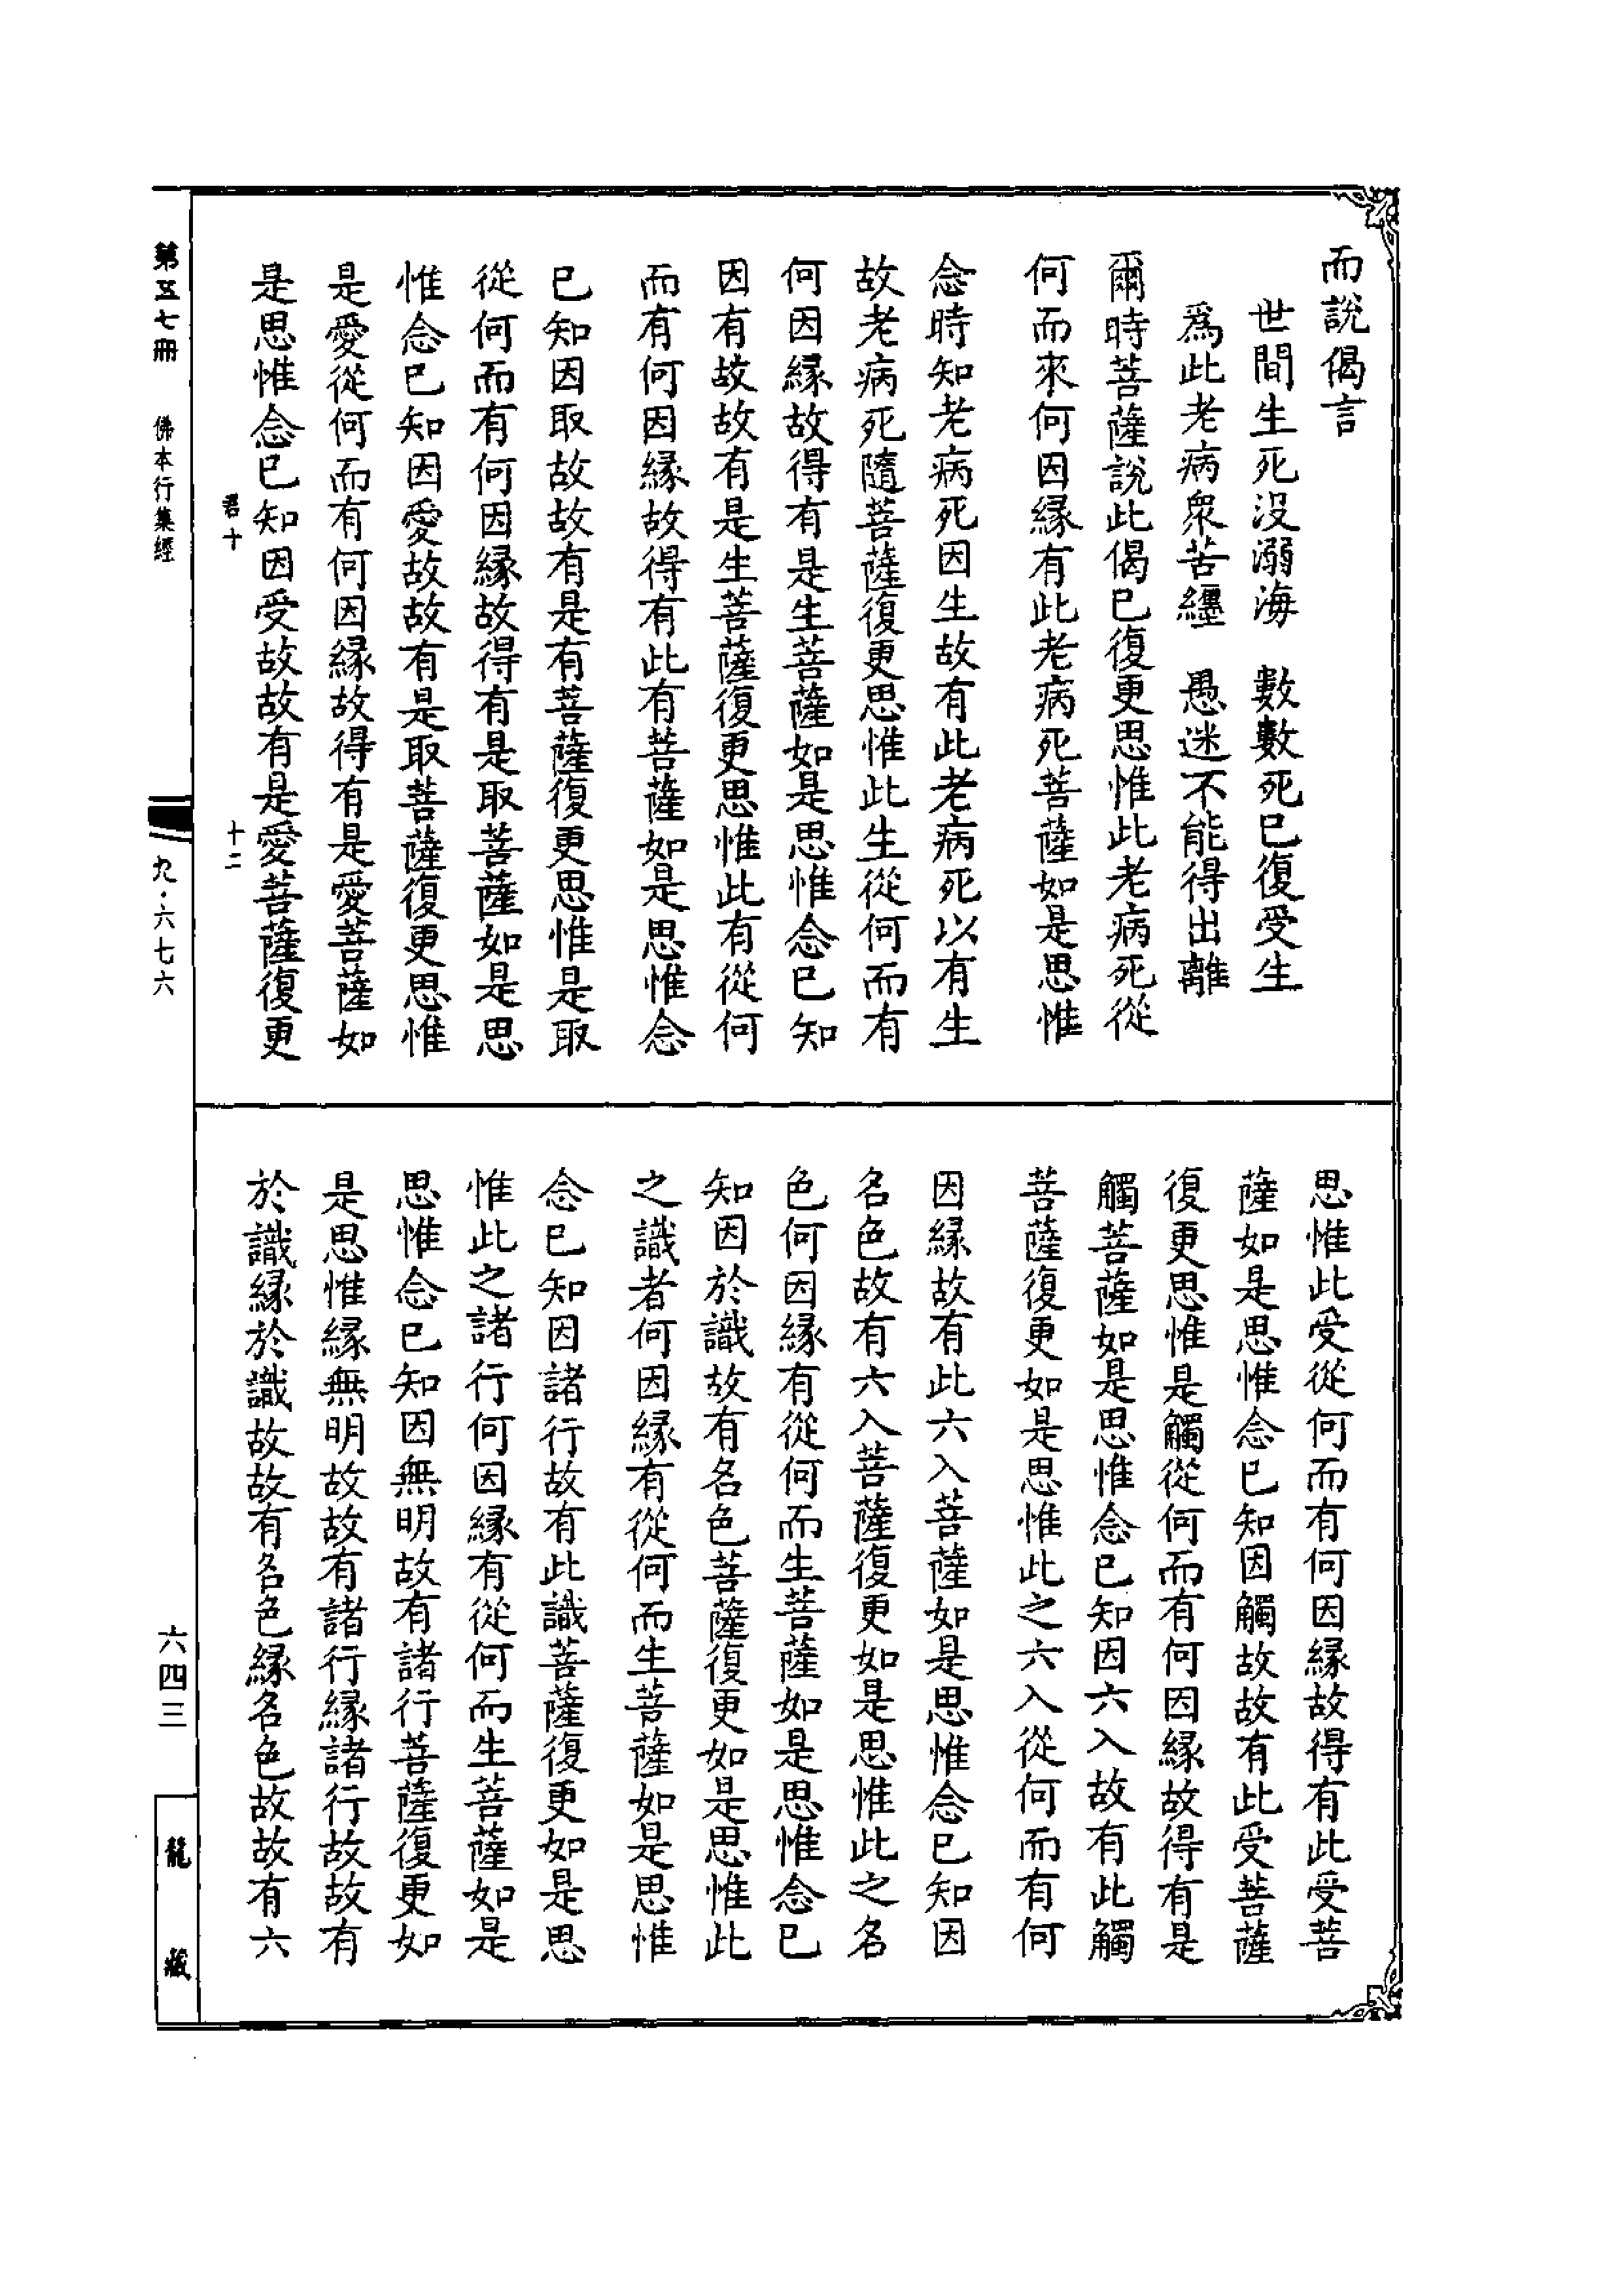 而說偈言
世間生死没溺海　數數死已復受生
爲此老病衆苦纒　愚迷不能得出離
爾時菩薩說此偈已復更思惟此老病死從
何而來何因縁有此老病死菩薩如是思惟
念時知老病死因生故有此老病死以有生
故老病死隨菩薩復更思惟此生從何而有
何因縁故得有是生菩薩如是思惟念已知
因有故故有是生菩薩復更思惟此有從何
而有何因縁故得有此有菩薩如是思惟念
已知因取故故有是有菩薩復更思惟是取
從何而有何因縁故得有是取菩薩如是思
惟念已知因愛故故有是取菩薩復更思惟
是愛從何而有何因縁故得有是愛菩薩如
是思惟念已知因受故故有是愛菩薩復更
思惟此受從何而有何因縁故得有此受菩
薩如是思惟念已知因觸故故有此受菩薩
復更思惟是觸從何而有何因縁故得有是
觸菩薩如是思惟念已知因六入故有此觸
菩薩復更如是思惟此之六入從何而有何
因縁故有此六入菩薩如是思惟念已知因
名色故有六入菩薩復更如是思惟此之名
色何因縁有從何而生菩薩如是思惟念已
知因於識故有名色菩薩復更如是思惟此
之識者何因縁有從何而生菩薩如是思惟
念已知因諸行故有此識菩薩復更如是思
惟此之諸行何因縁有從何而生菩薩如是
思惟念已知因無明故有諸行菩薩復更如
是思惟縁無明故故有諸行縁諸行故故有
於識縁於識故故有名色縁名色故故有六
君十　十二
第五七冊　佛本行集經　九·六七六　六四三　龍藏